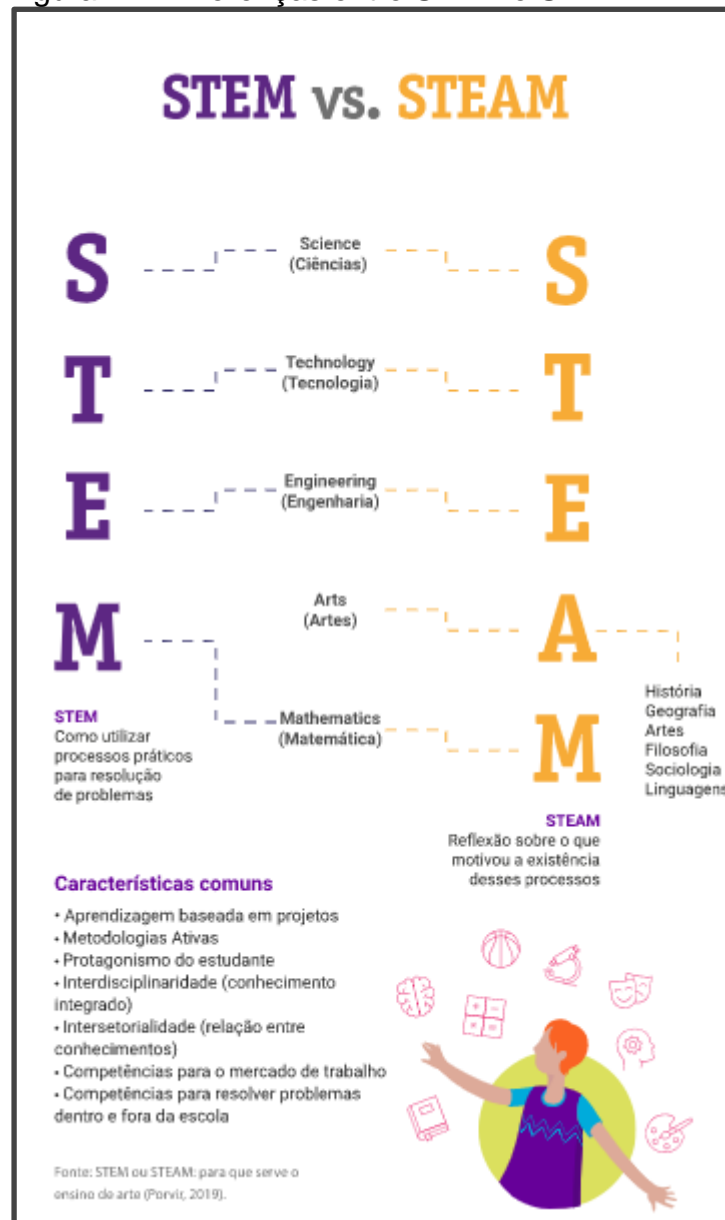 STEM vs. STEAM
S
Science
(Ciências)
S
T
Technology
(Tecnologia)
T
E
Engineering
(Engenharia)
E
M
Arts
(Artes)
A
STEM
Como utilizar
processos práticos
para resolução
de problemas
Mathematics
(Matemática)
M
História
Geografia
Artes
Filosofia
Sociologia
Linguagens
STEAM
Reflexão sobre o que
motivou a existência
desses processos
Características comuns
• Aprendizagem baseada em projetos
• Metodologias Ativas
• Protagonismo do estudante
• Interdisciplinaridade (conhecimento
integrado)
• Intersetorialidade (relação entre
conhecimentos)
• Competências para o mercado de trabalho
• Competências para resolver problemas
dentro e fora da escola
Fonte: STEM ou STEAM: para que serve o
ensino de arte (Porvir, 2019).